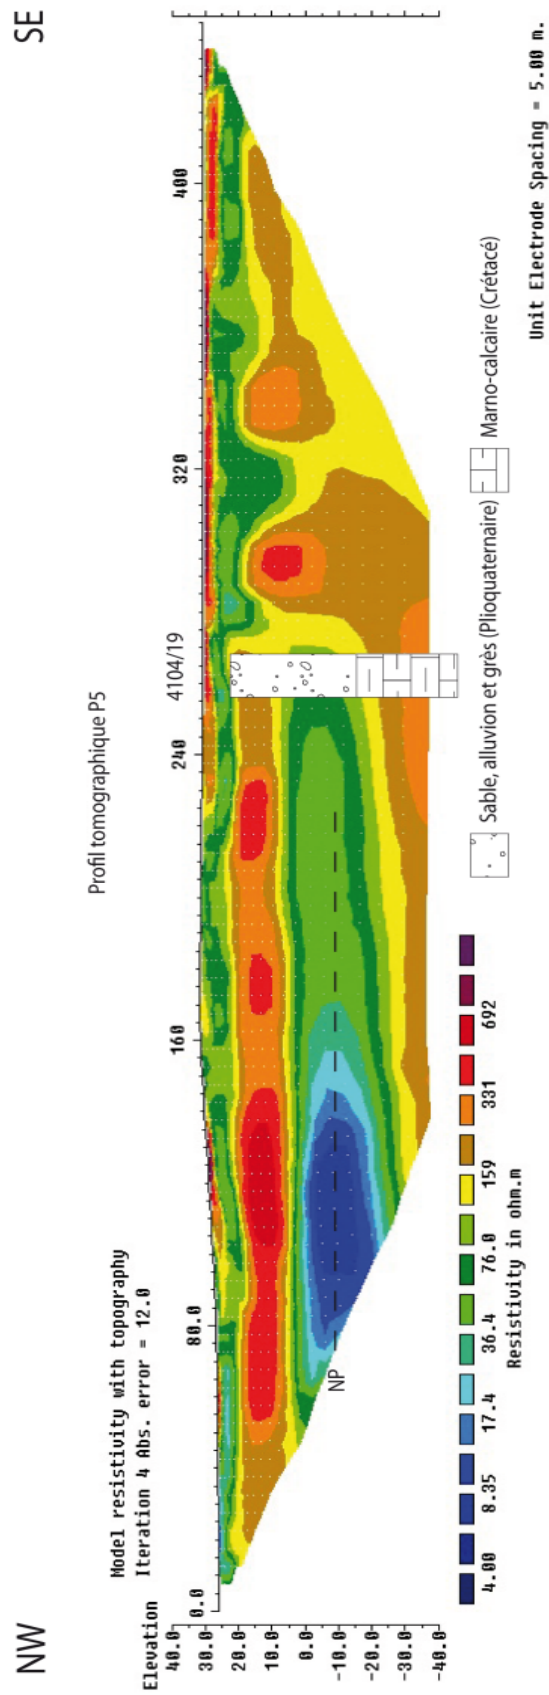 NW
SE
Profil tomographique P5
Model resistivity with topography
Iteration 4 Abs. error = 12.0
Elevation
0.0
80.0
160
240
4104/19
320
400
40.0
30.0
20.0
10.0
0.0
-10.0
-20.0
-30.0
-40.0
NP
4.00
8.35
17.4
36.4
76.0
159
331
692
Resistivity in ohm.m
Sable, alluvion et grés (Plioquaternaire)
Marno-calcaire (Crétacé)
Unit Electrode Spacing = 5.00 m.